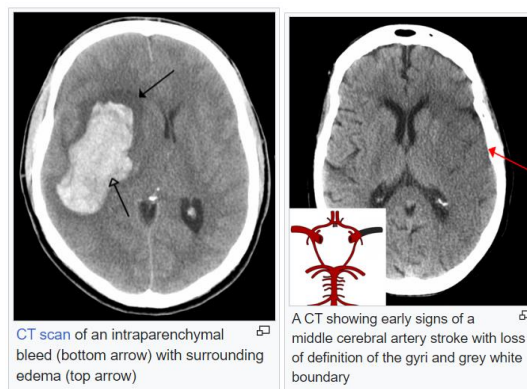 CT scan of an intraparenchymal
bleed (bottom arrow) with surrounding
edema (top arrow)
A CT showing early signs of a
middle cerebral artery stroke with loss
of definition of the gyri and grey white
boundary